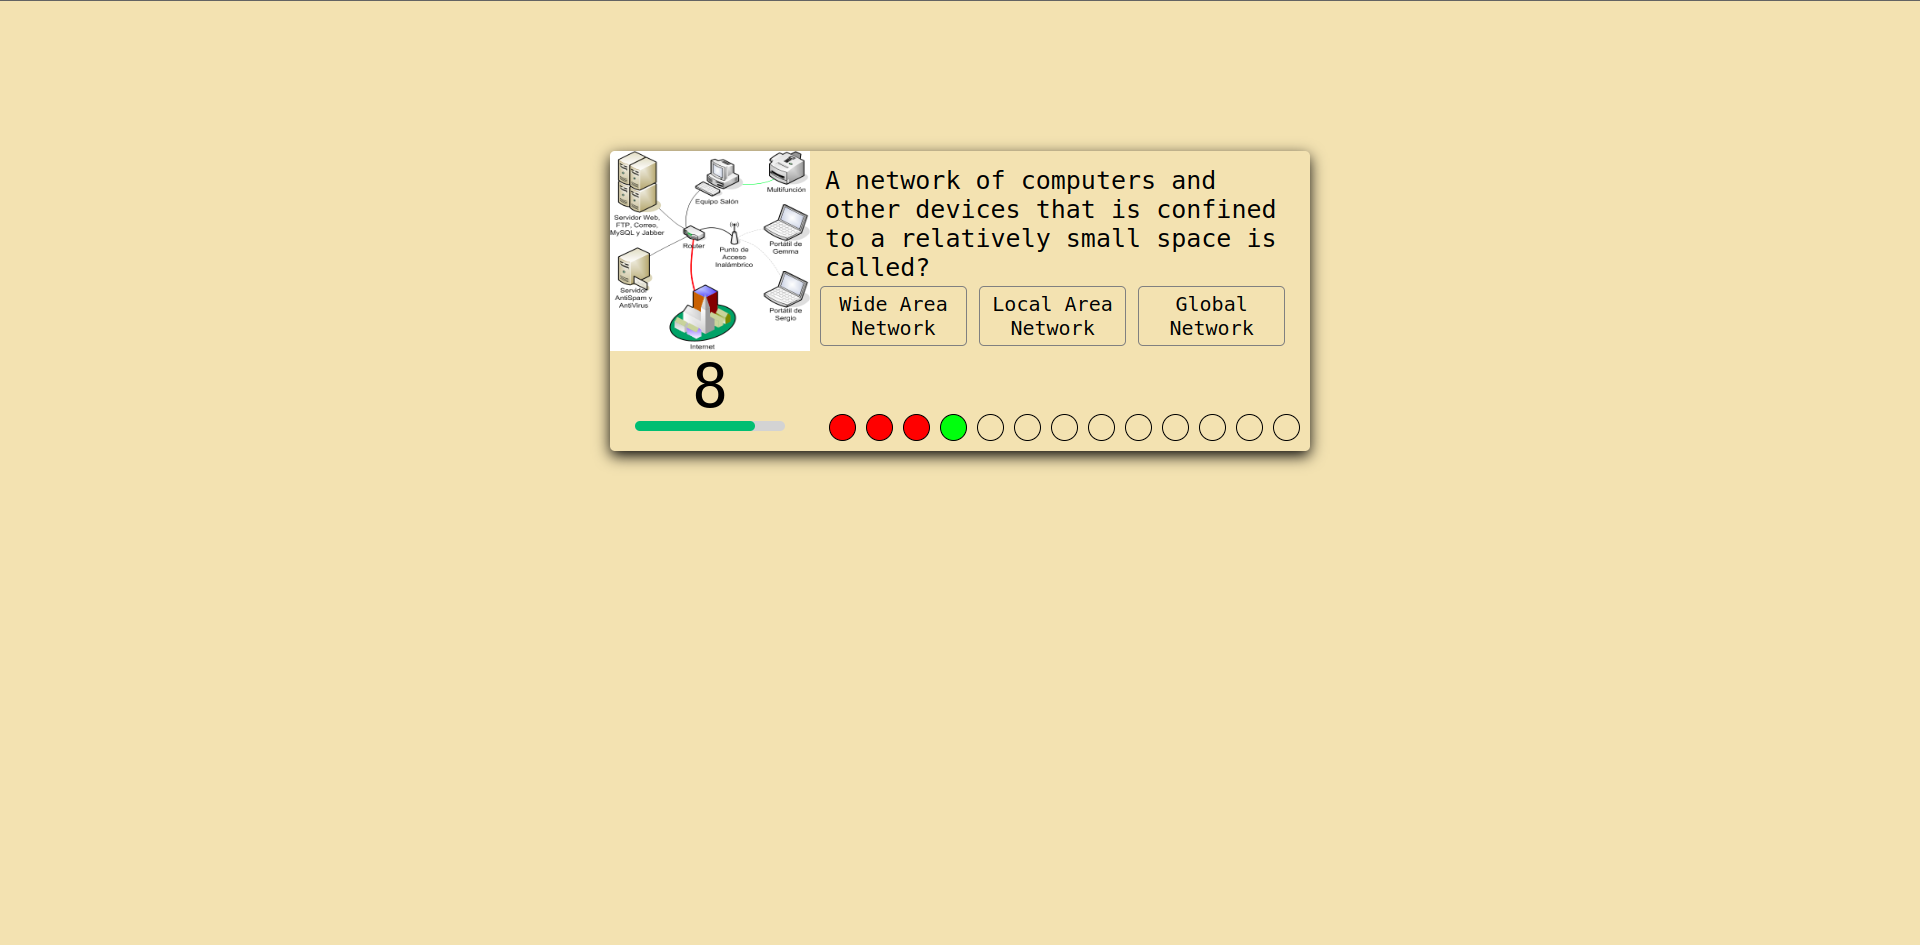 Equipo Salón
Multifunción
Servidor Web,
FTP, Correo,
MySQL y Jabber
Router
Punto de
Acceso
Inalámbrico
Portátil de
Gemma
Servidor
AntiSpam y
AntiVirus
Portátil de
Sergio
Internet
A network of computers and
other devices that is confined
to a relatively small space is
called?
Wide Area
Network
Local Area
Network
Global
Network
8